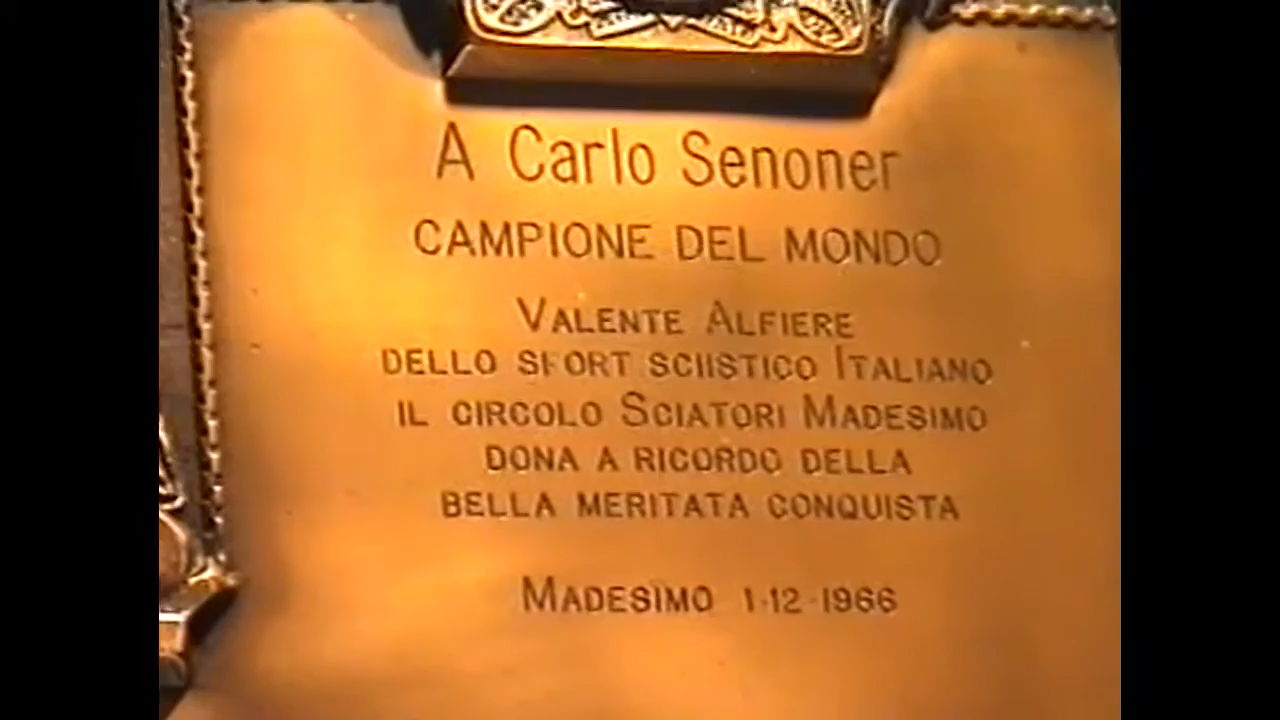 A Carlo Senoner
CAMPIONE DEL MONDO
VALENTE ALFIERE
DELLO SPORT SCIISTICO ITALIANO
IL CIRCOLO SCIATORI MADESIMO
DONA A RICORDO DELLA
BELLA MERITATA CONQUISTA
MADESIMO 1-12-1966